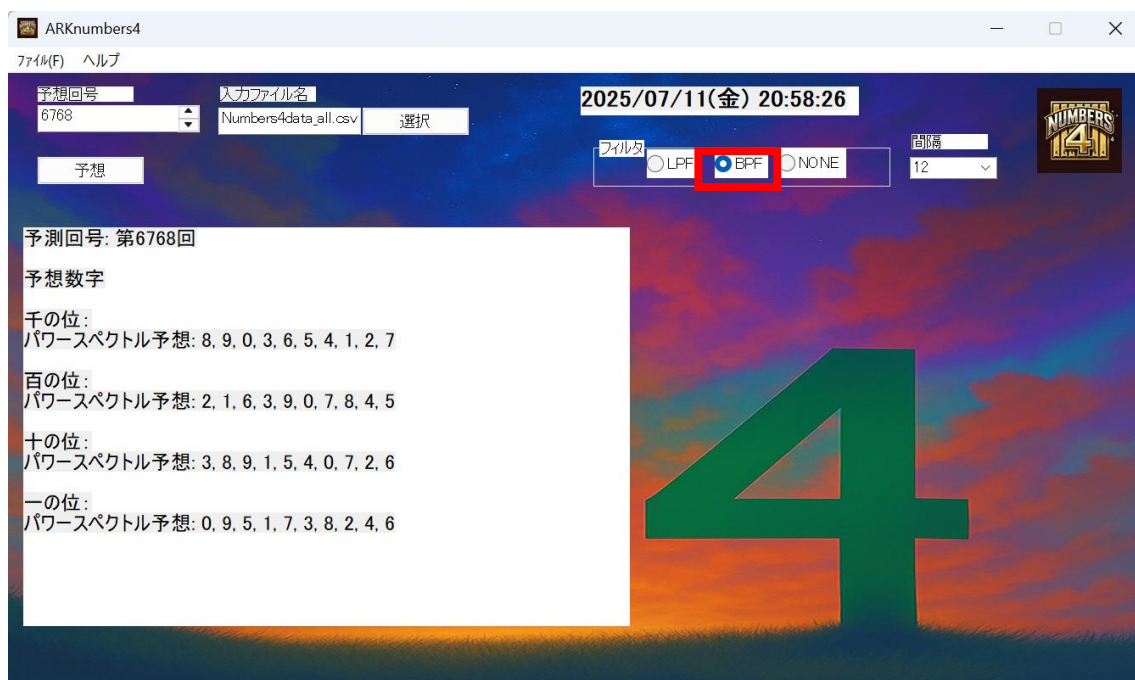 ARKnumbers4
ファイル(F) ヘルプ
予想回号
6768
予想
入力ファイル名
Numbers4data_all.csv
選択
2025/07/11(金) 20:58:26
フィルタ
LPF BPF NONE
間隔
12
NUMBERS
4
予測回号: 第6768回
予想数字
千の位:
パワースペクトル予想: 8, 9, 0, 3, 6, 5, 4, 1, 2, 7
百の位:
パワースペクトル予想: 2, 1, 6, 3, 9, 0, 7, 8, 4, 5
十の位:
パワースペクトル予想: 3, 8, 9, 1, 5, 4, 0, 7, 2, 6
一の位:
パワースペクトル予想: 0, 9, 5, 1, 7, 3, 8, 2, 4, 6
4